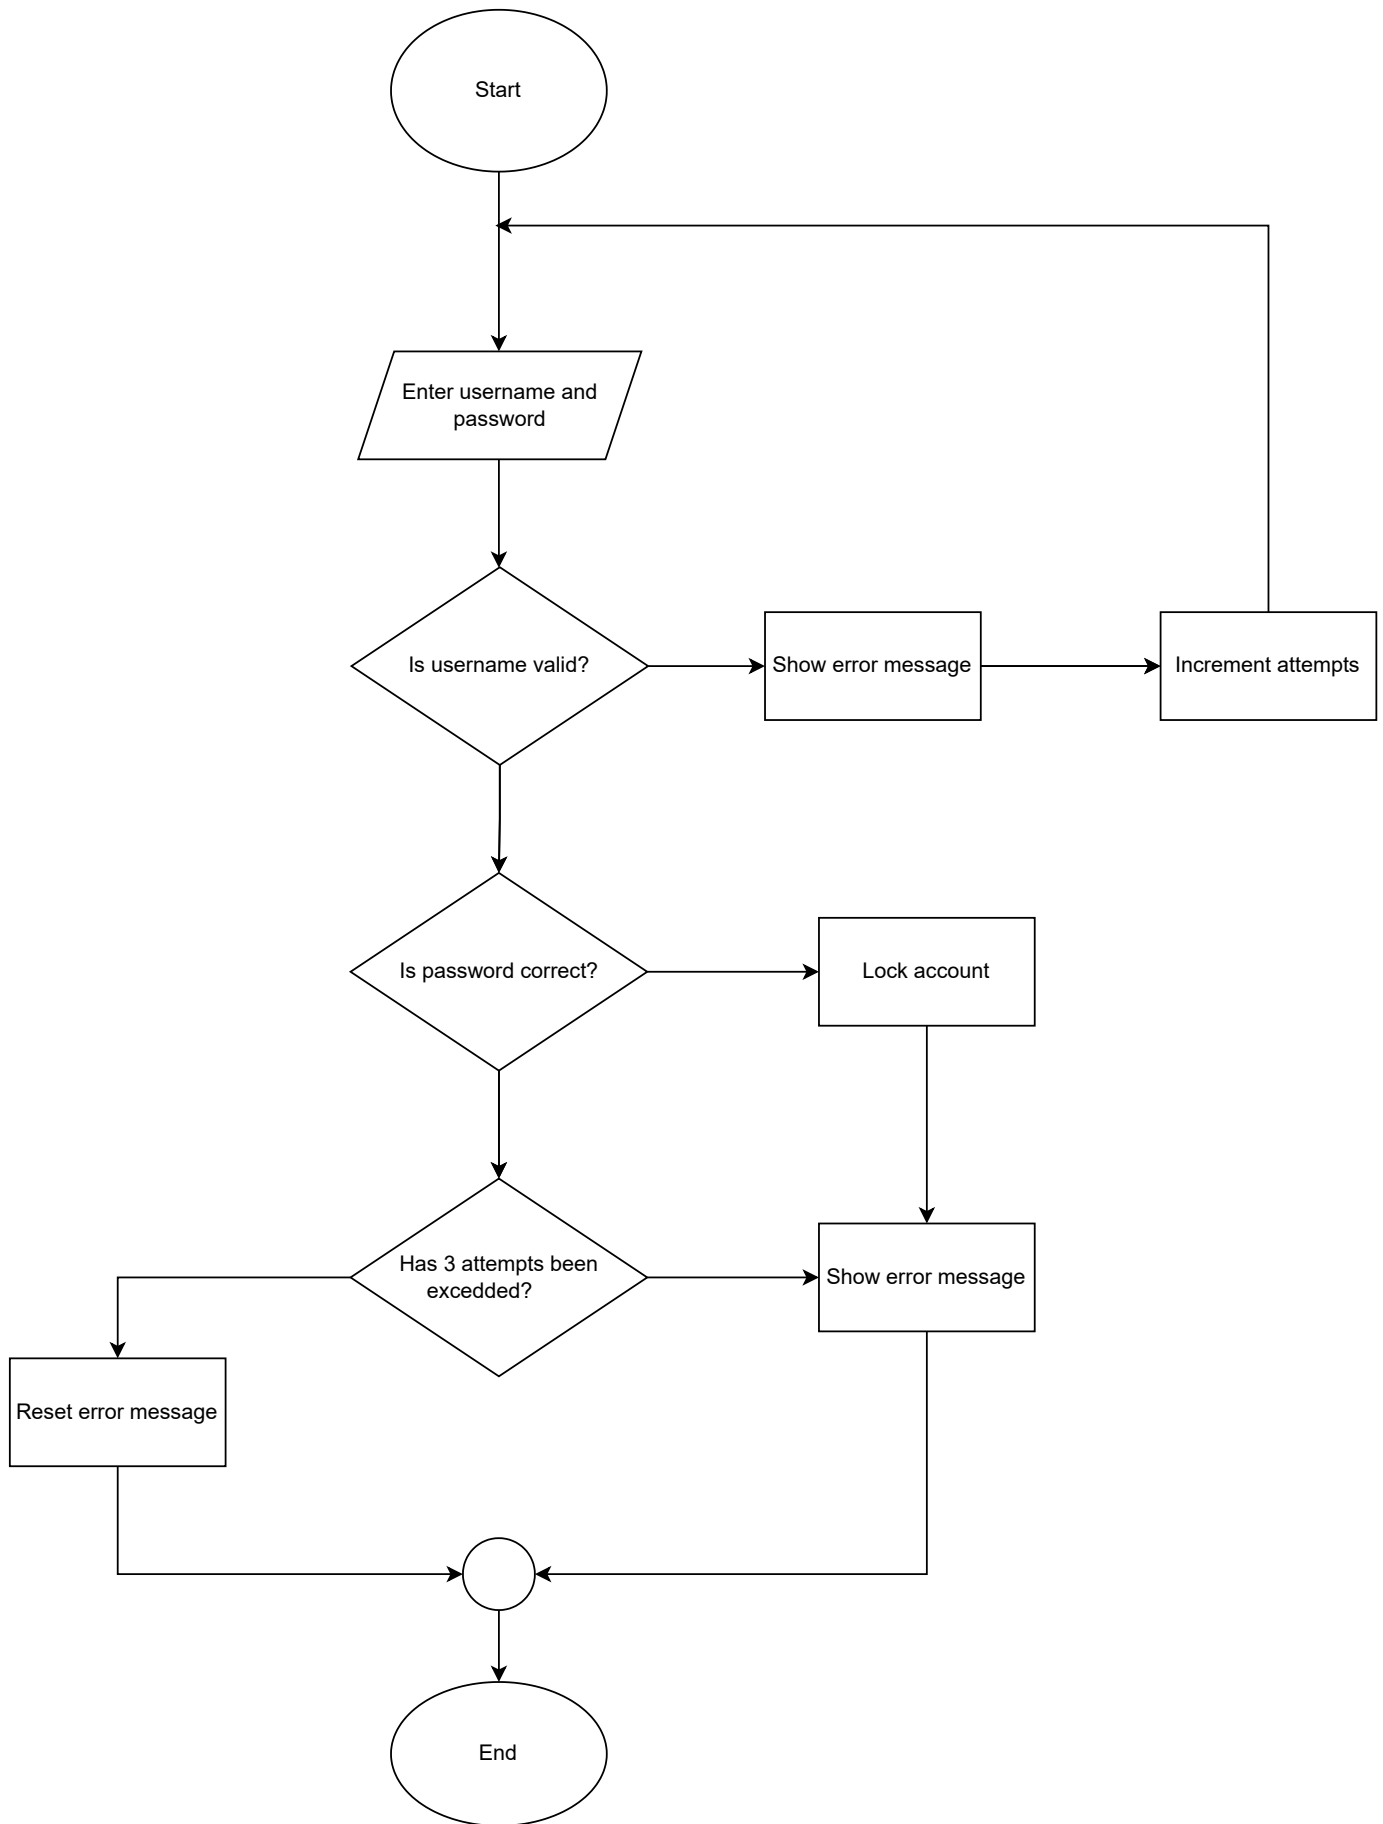 Start
Enter username and
password
Is username valid?
Show error message
Increment attempts
Is password correct?
Lock account
Has 3 attempts been
excedded?
Show error message
Reset error message
End